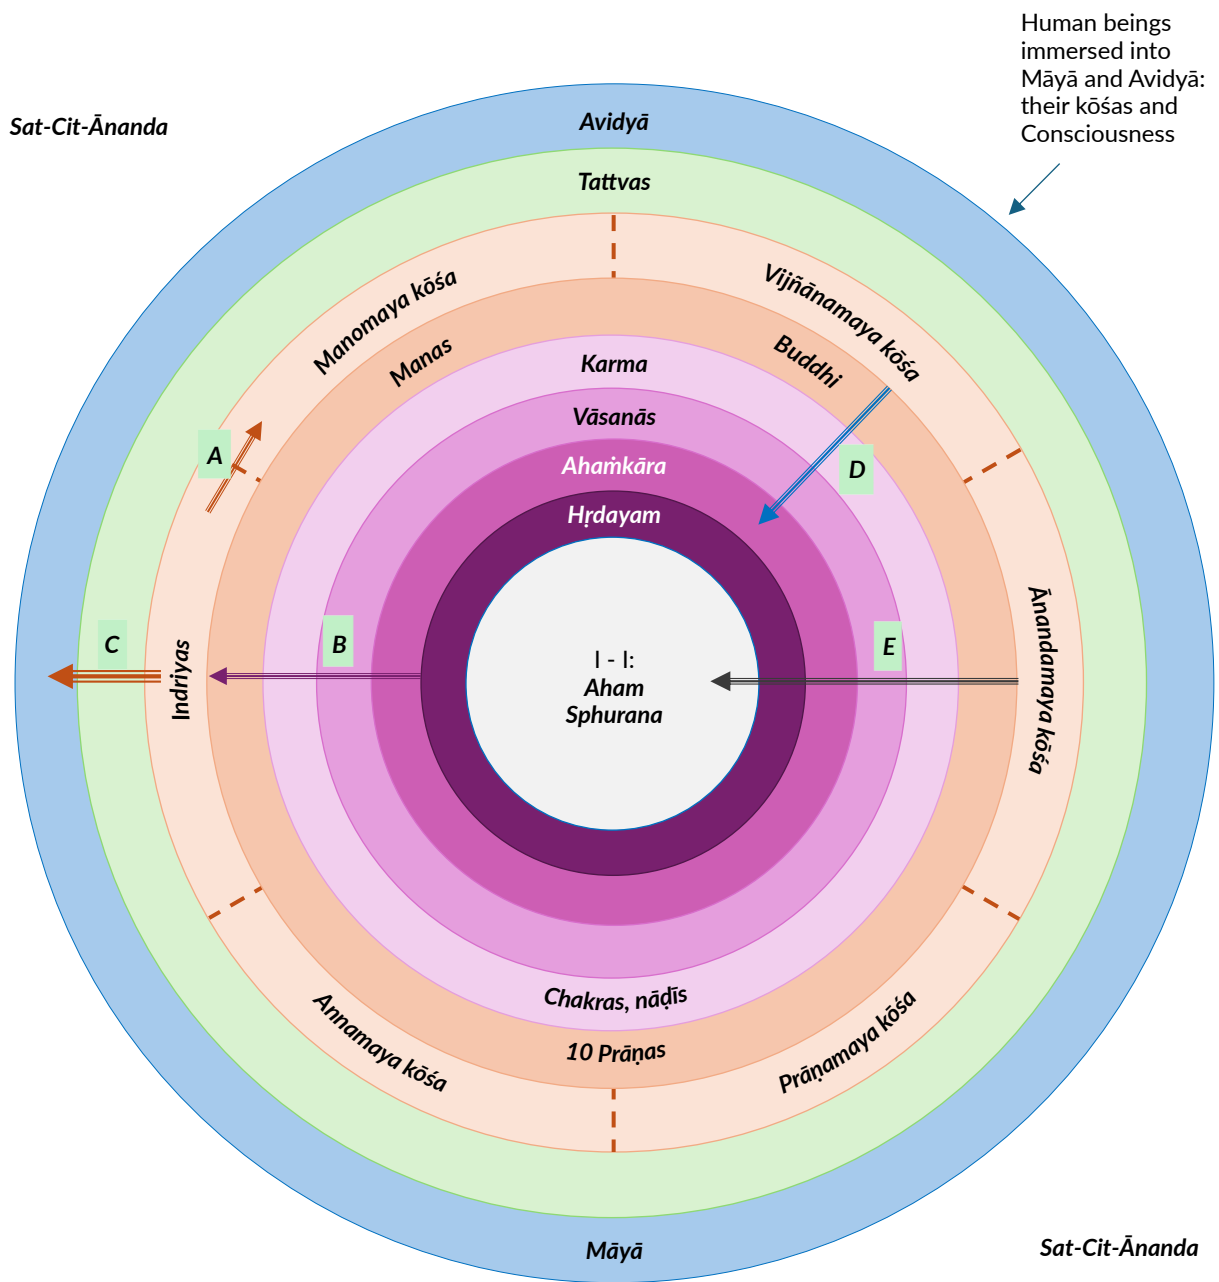 Human beings
immersed into
Māyā and Avidyā:
their kōśas and
Consciousness
Sat-Cit-Ānanda
Avidyā
Tattvas
Manomaya kōśa
Vijñānamaya kōśa
Manas
Buddhi
Karma
Vāsanās
Ahaṁkāra
Hṛdayam
A
D
C
B
E
Indriyas
I - I:
Aham
Sphurana
Ānandamaya kōśa
Chakras, nāḍīs
10 Prāṇas
Annamaya kōśa
Prāṇamaya kōśa
Māyā
Sat-Cit-Ānanda